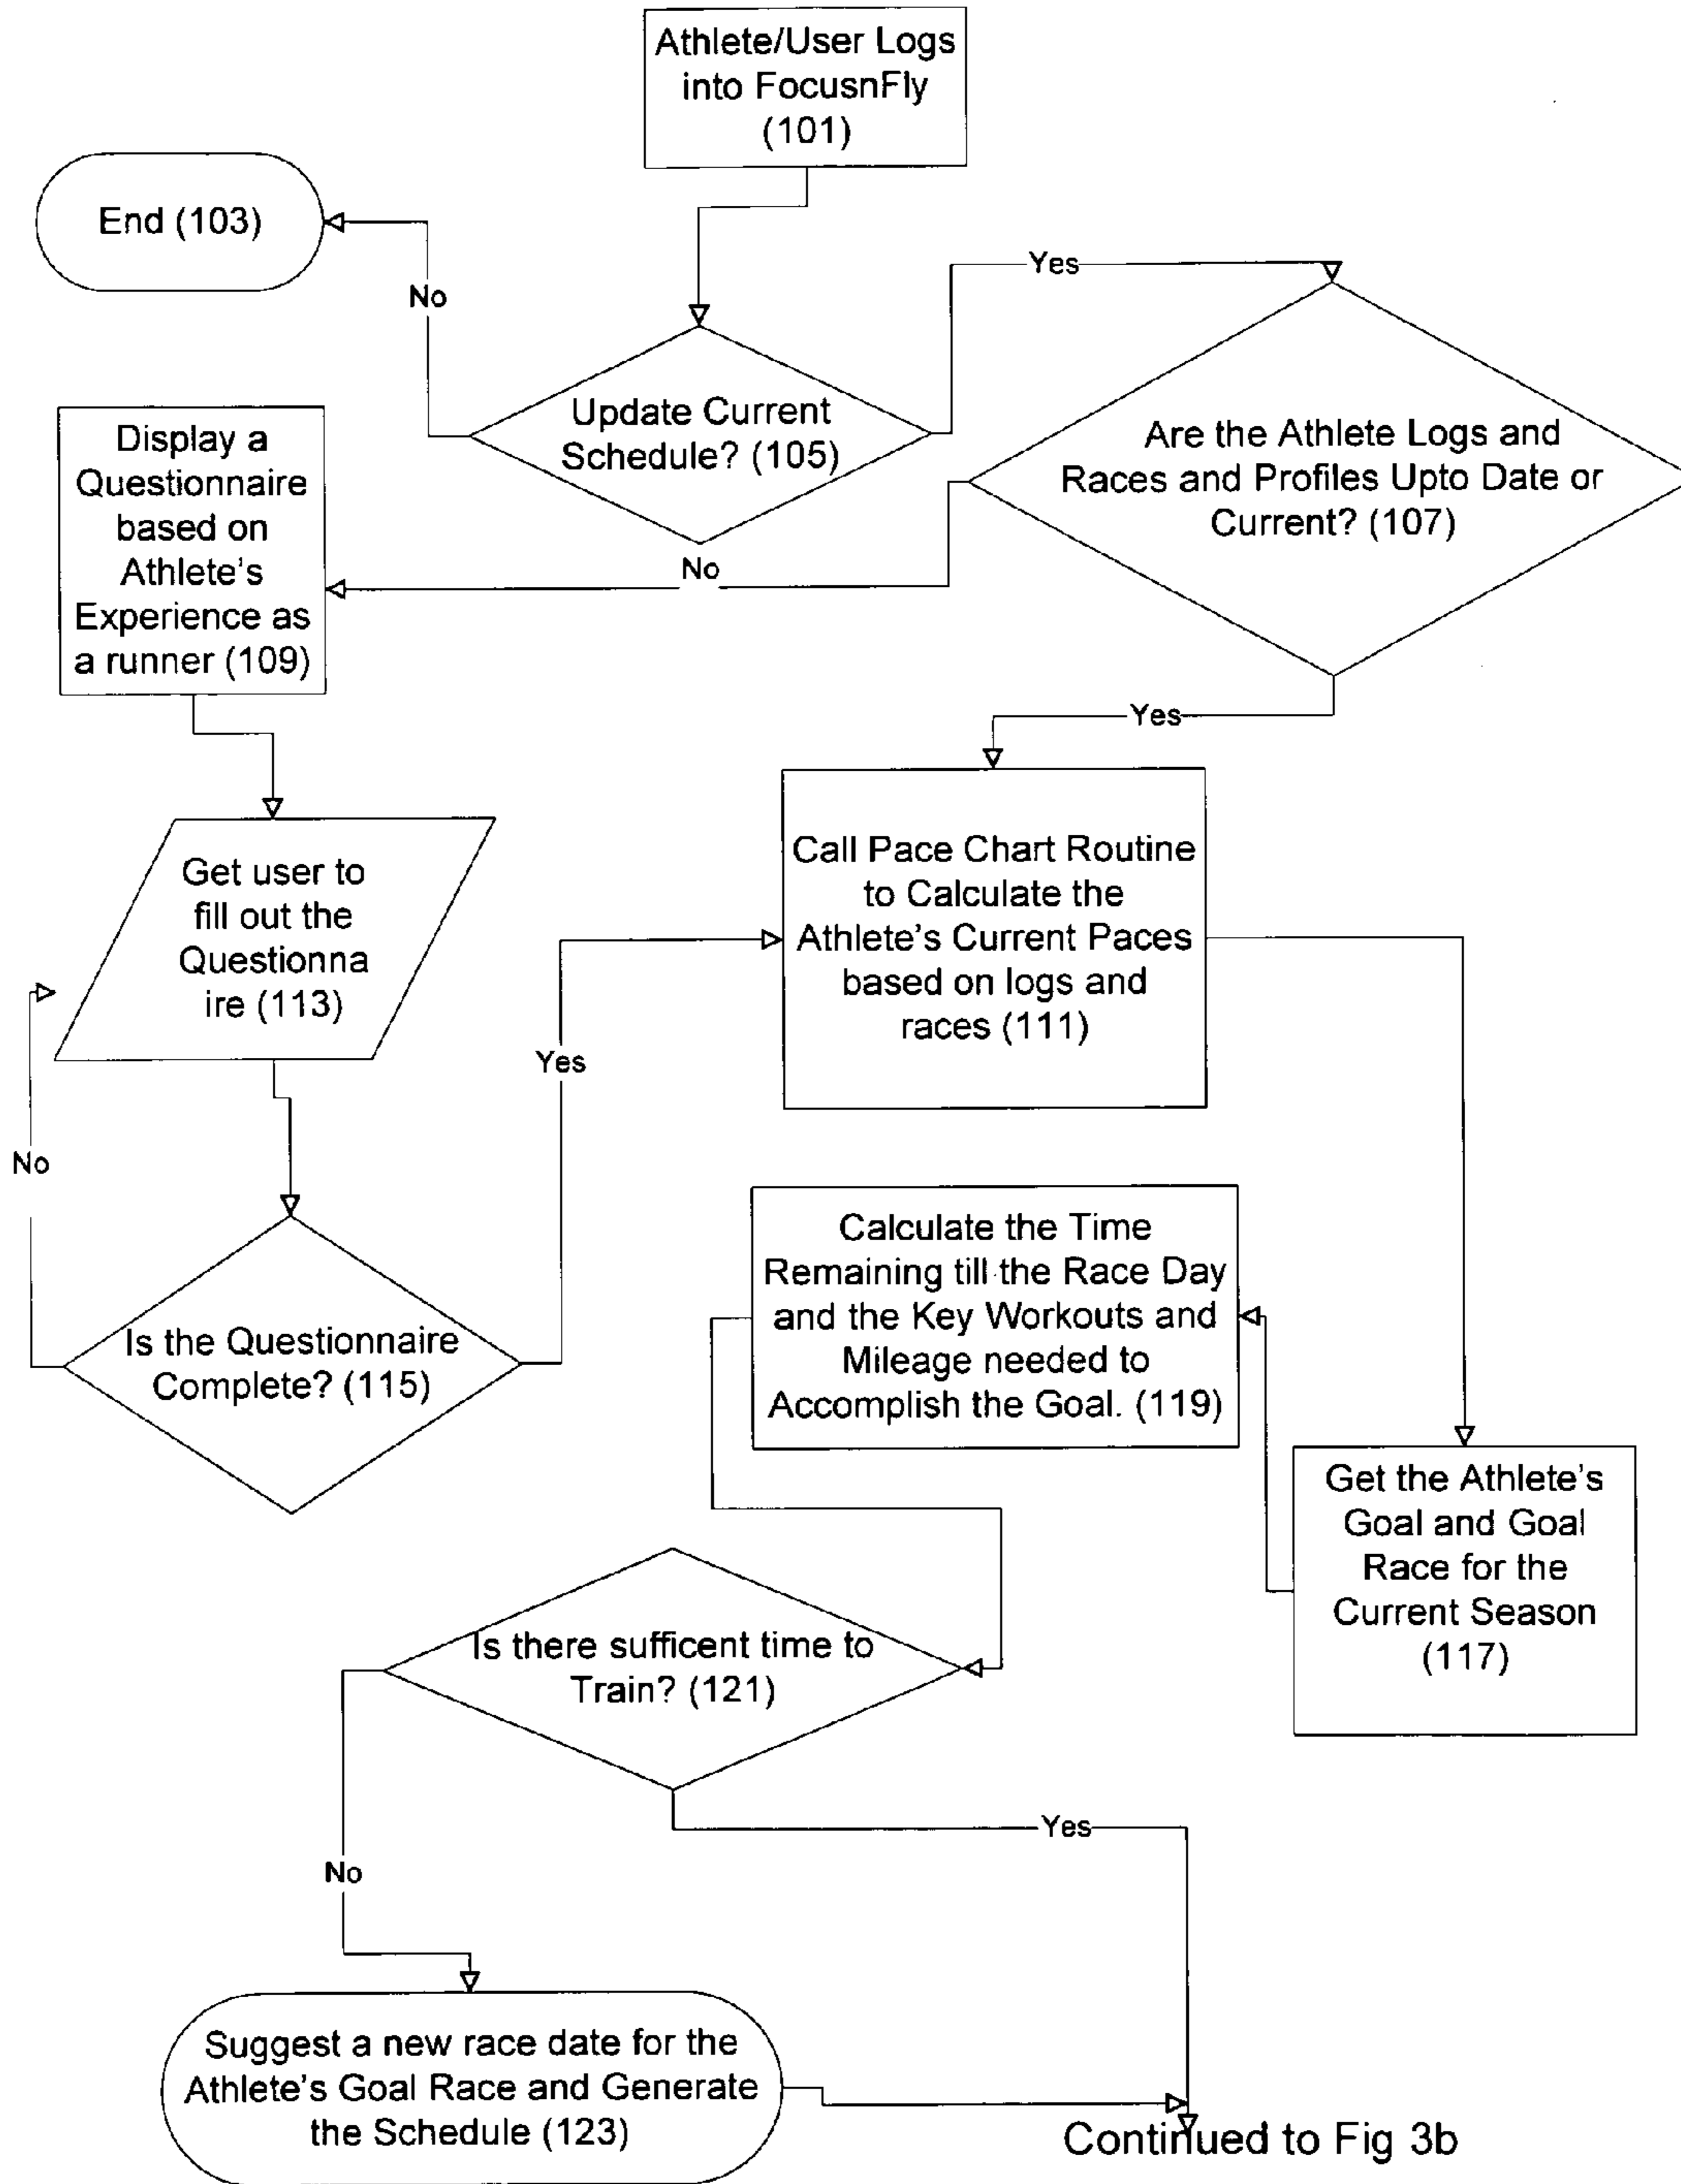 Athlete/User Logs
into FocusnFly
(101)
End (103)
No
Yes
Update Current
Schedule? (105)
Are the Athlete Logs and
Races and Profiles Upto Date or
Current? (107)
Display a
Questionnaire
based on
Athlete's
Experience as
a runner (109)
No
Yes
Get user to
fill out the
Questionna
ire (113)
Call Pace Chart Routine
to Calculate the
Athlete's Current Paces
based on logs and
races (111)
Yes
No
Is the Questionnaire
Complete? (115)
Calculate the Time
Remaining till the Race Day
and the Key Workouts and
Mileage needed to
Accomplish the Goal. (119)
Get the Athlete's
Goal and Goal
Race for the
Current Season
(117)
Is there sufficent time to
Train? (121)
Yes
No
Suggest a new race date for the
Athlete's Goal Race and Generate
the Schedule (123)
Continued to Fig 3b